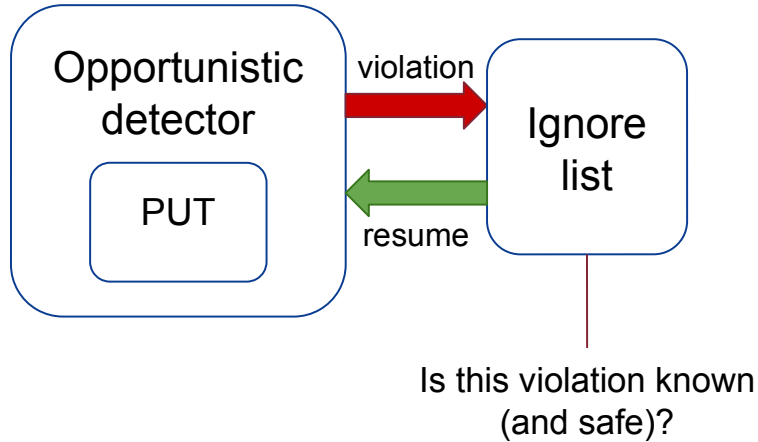 Opportunistic
detector
PUT
violation
resume
Ignore
list
Is this violation known
(and safe)?